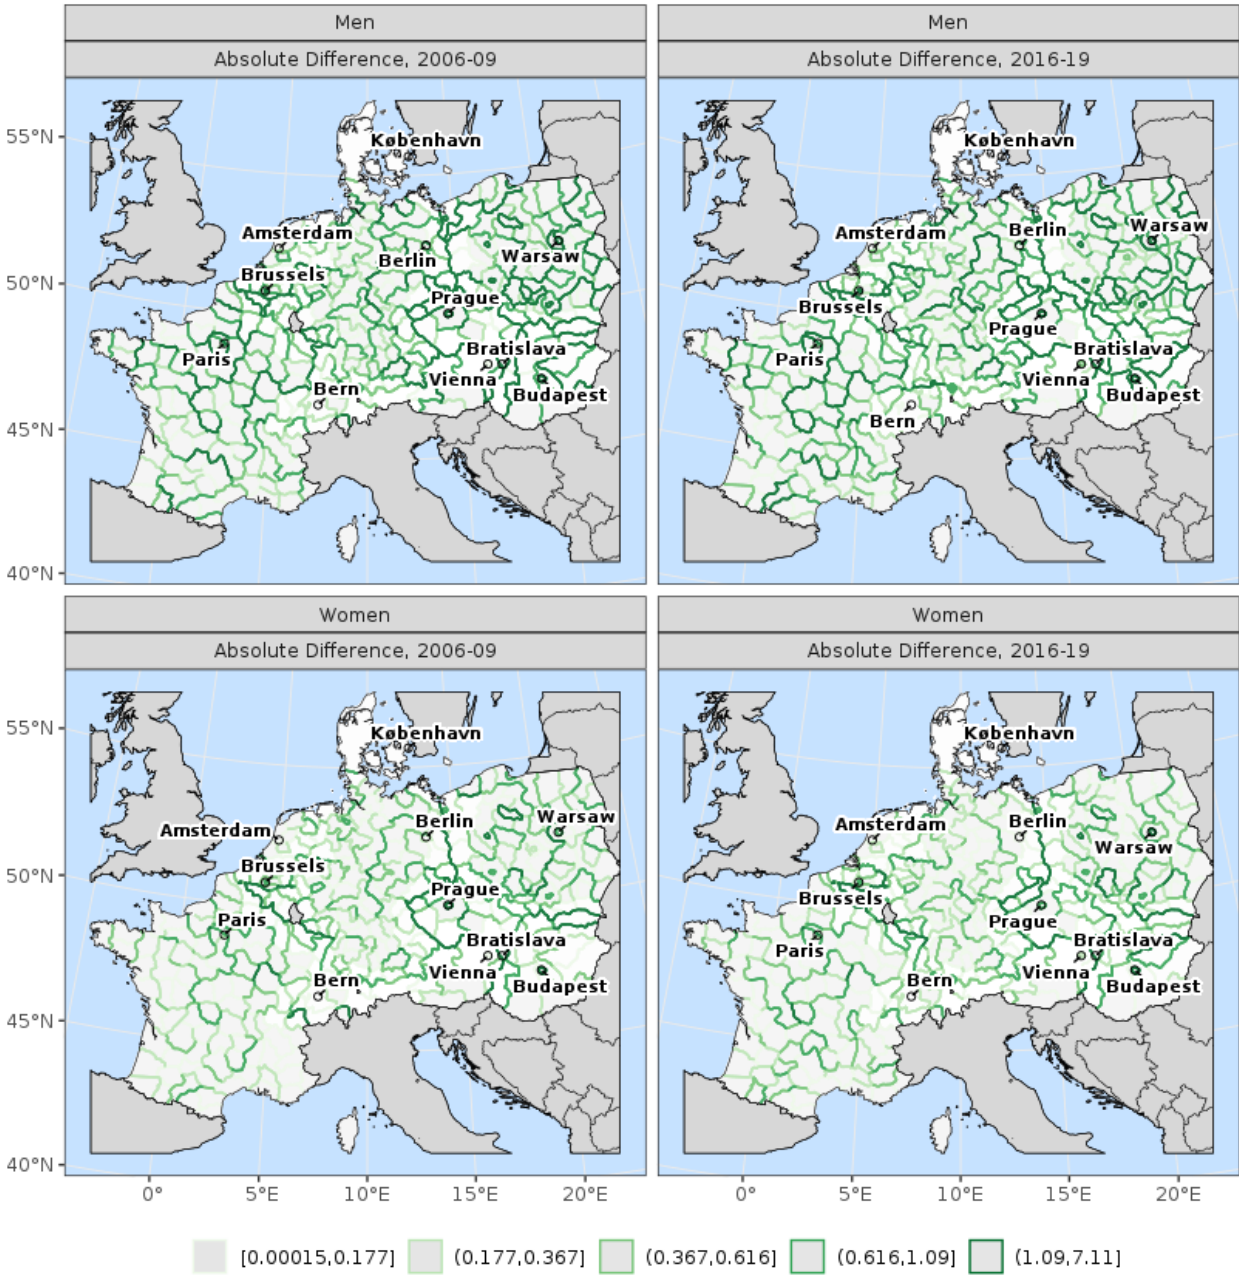 Men
Men
Absolute Difference, 2006-09
Absolute Difference, 2016-19
55°N
50°N
45°N
40°N
København
Amsterdam
Berlin
Warsaw
Brussels
Prague
Paris
Bratislava
Vienna
Bern
Budapest
København
Warsaw
Amsterdam
Berlin
Brussels
Prague
Paris
Bratislava
Vienna
Budapest
Bern
Women
Women
Absolute Difference, 2006-09
Absolute Difference, 2016-19
55°N
50°N
45°N
40°N
København
Amsterdam
Berlin
Warsaw
Brussels
Prague
Paris
Bratislava
Vienna
Bern
Budapest
København
Amsterdam
Berlin
Warsaw
Brussels
Prague
Paris
Bratislava
Vienna
Bern
Budapest
0° 5°E 10°E 15°E 20°E
0° 5°E 10°E 15°E 20°E
[0.00015,0.177] (0.177,0.367] (0.367,0.616] (0.616,1.09] (1.09,7.11]